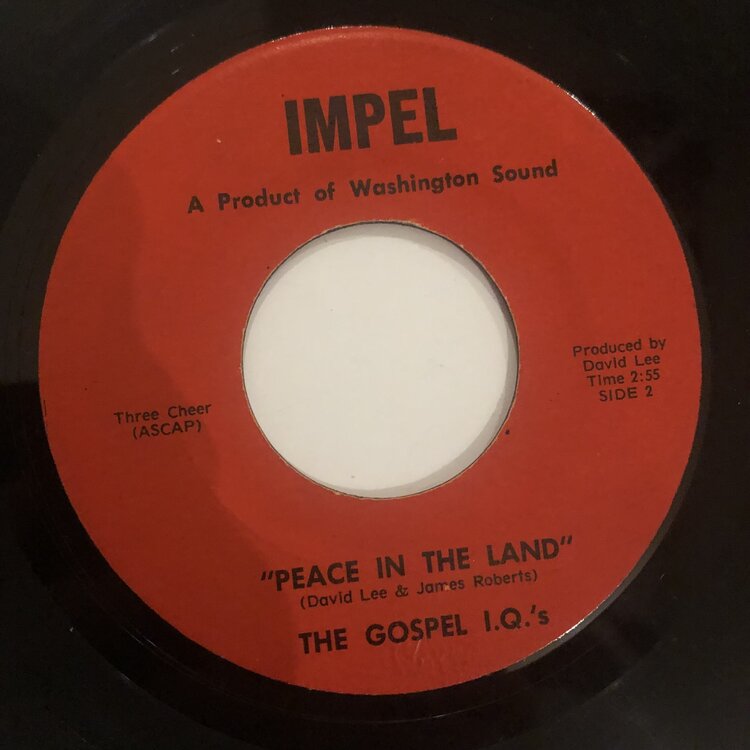 IMPEL
A Product of Washington Sound
Three Cheer
(ASCAP)
Produced by
David Lee
Time 2:55
SIDE 2
"PEACE IN THE LAND"
(David Lee & James Roberts)
THE GOSPEL I.Q.'s